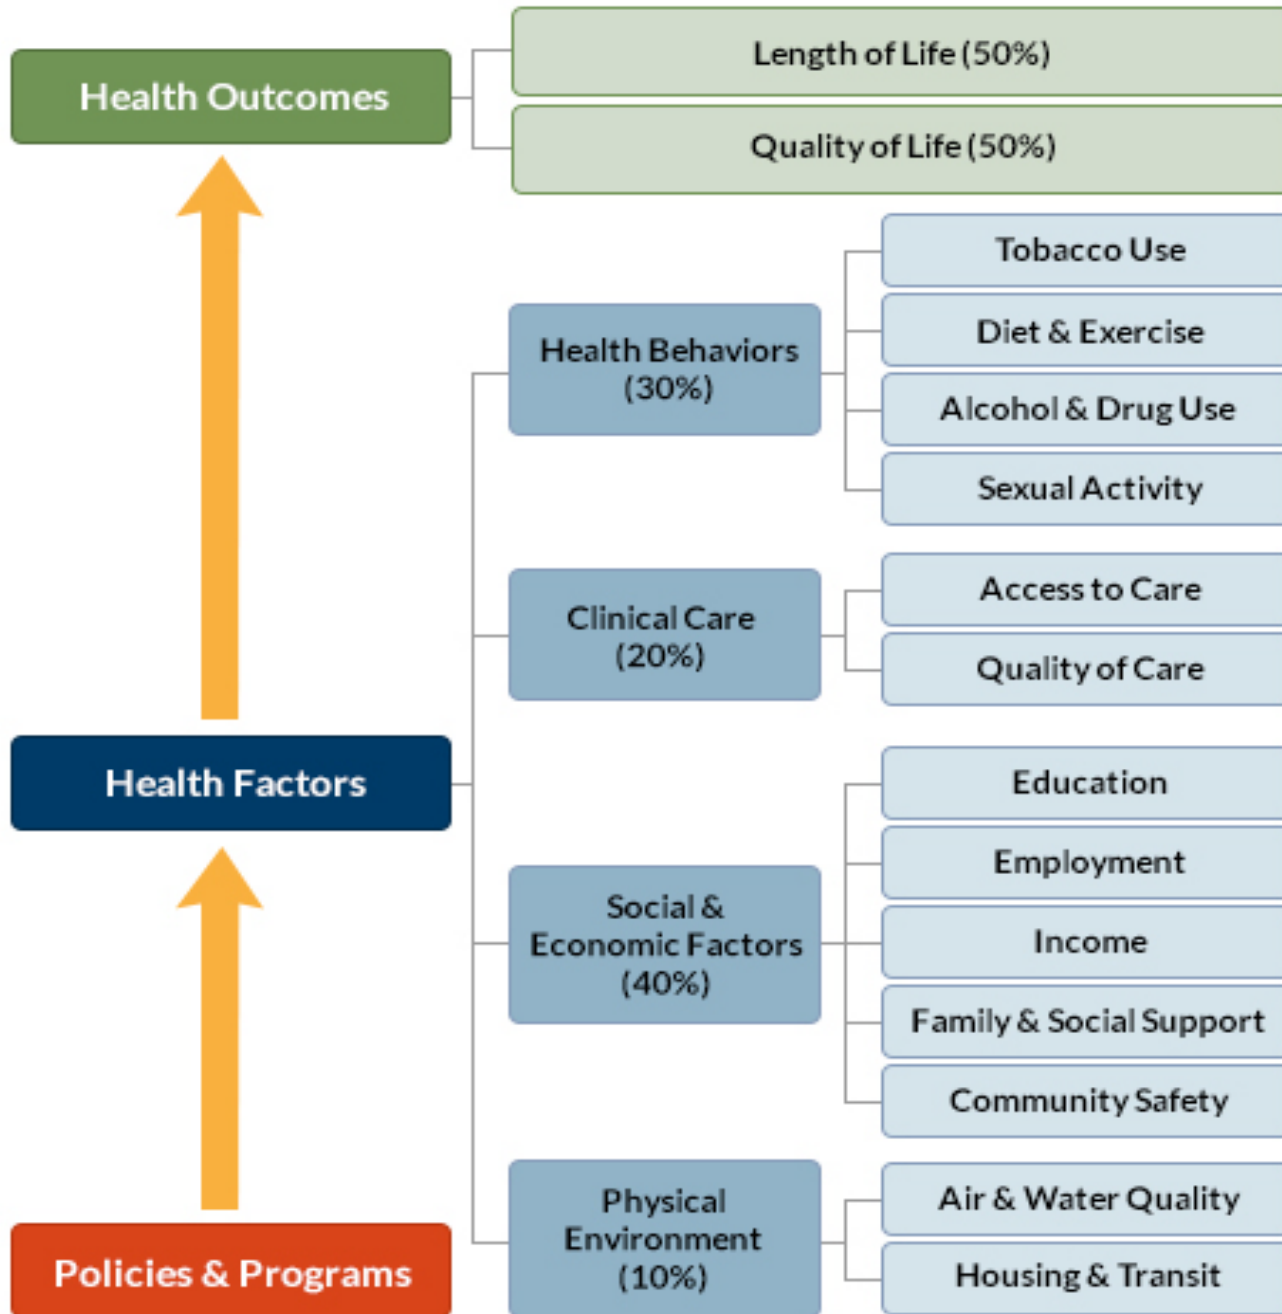 Health Outcomes
Length of Life (50%)
Quality of Life (50%)
Health Factors
Health Behaviors
(30%)
Tobacco Use
Diet & Exercise
Alcohol & Drug Use
Sexual Activity
Clinical Care
(20%)
Access to Care
Quality of Care
Social &
Economic Factors
(40%)
Education
Employment
Income
Family & Social Support
Community Safety
Physical
Environment
(10%)
Air & Water Quality
Housing & Transit
Policies & Programs